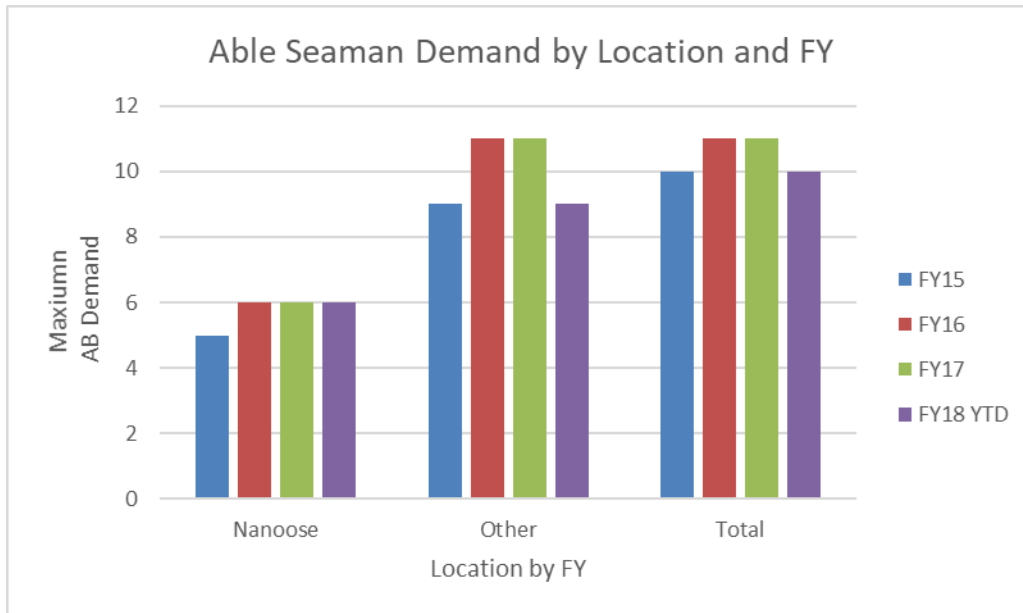 Able Seaman Demand by Location and FY
12
10
8
6
4
2
0
Maxiumn
AB Demand
Nanoose Other Total
Location by FY
FY15
FY16
FY17
FY18 YTD